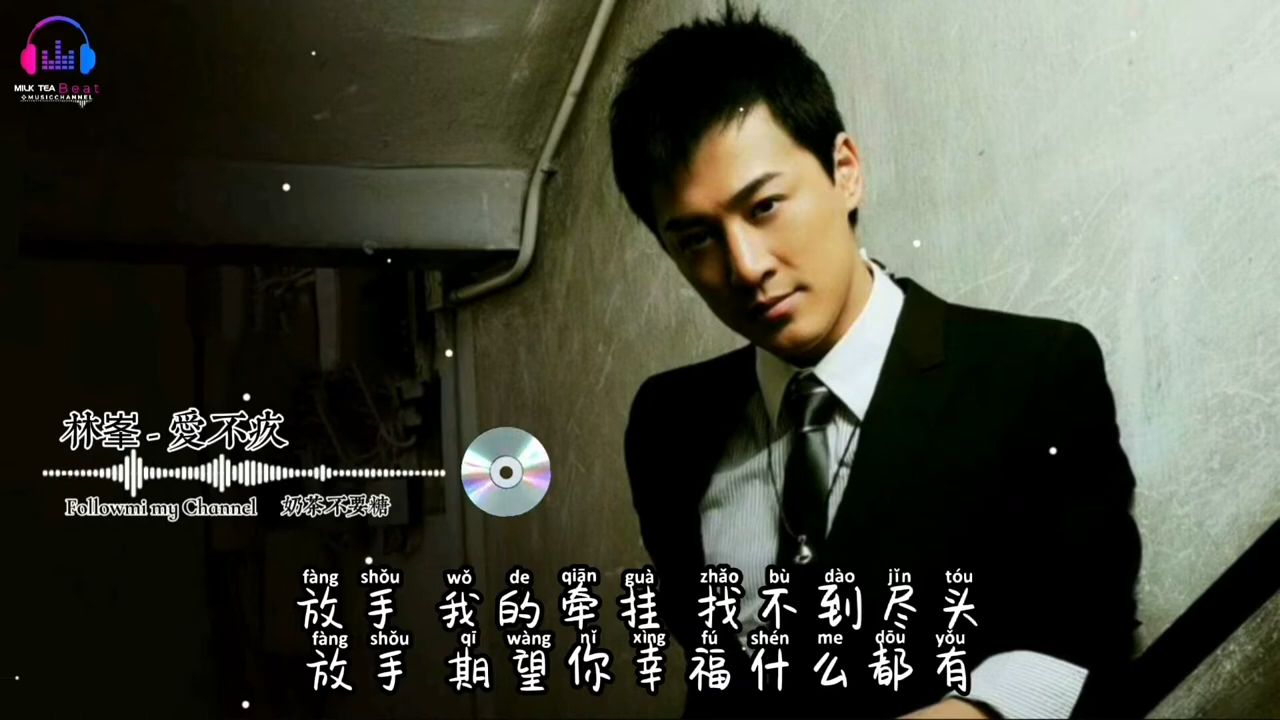 MILK TEA Beat
MUSICCHANNEL
林峯 - 愛不疚
Followmi my Channel 奶茶不要糖
fàng shǒu wǒ de qiān guà zhǎo bù dào jǐn tóu
放手 我的牵挂 找不到尽头
fàng shǒu qī wàng nǐ xìng fú shén me dōu yǒu
放手 期望你幸福什么都有